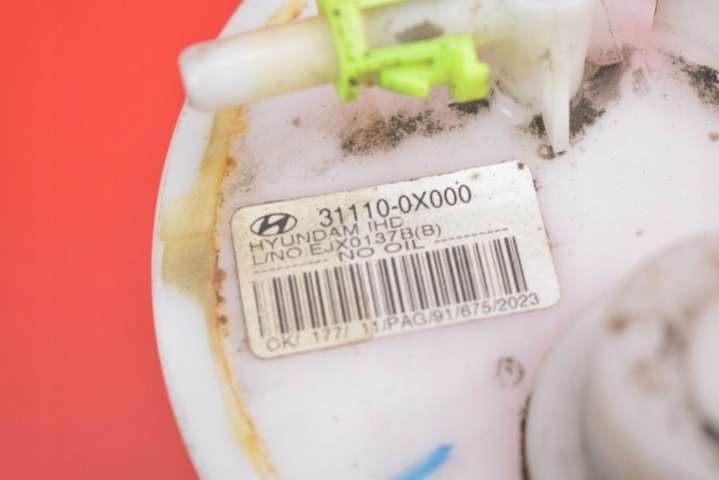 31110-0X000
HYUNDAM IHD
L/NO:EJX0137B(B)
---------- NO OIL ----------
OK/ 177/ 11/PAG/91/675/2023